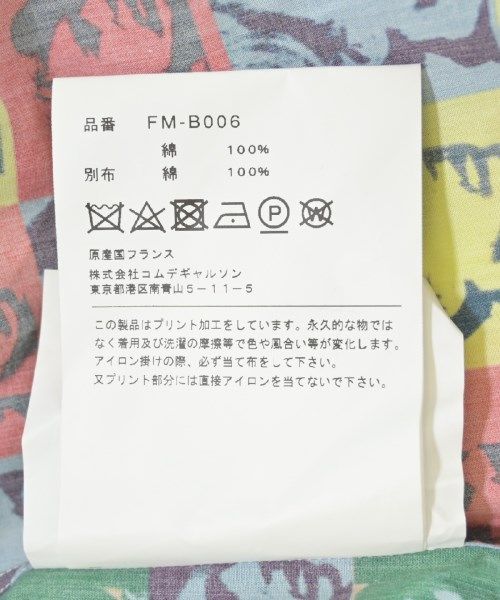 品番 FM-B006
綿 100%
別布 綿 100%
P W
原産国フランス
株式会社コムデギャルソン
東京都港区南青山5-11-5
この製品はプリント加工をしています。永久的な物では
なく着用及び洗濯の摩擦等で色や風合い等が変化します。
アイロン掛けの際、必ず当て布をして下さい。
又プリント部分には直接アイロンを当てないで下さい。